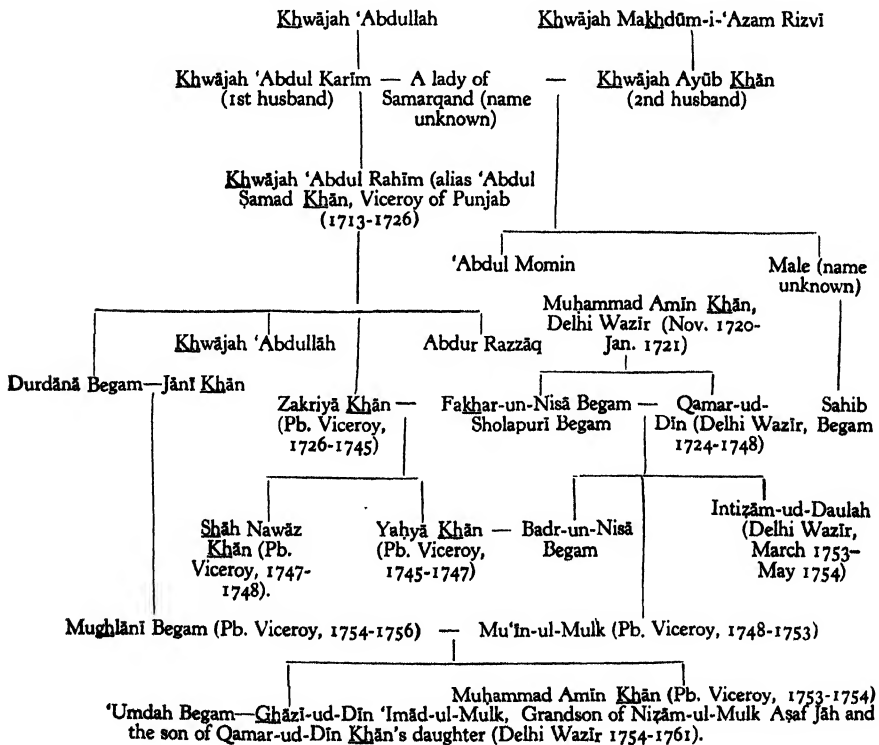 Khwājah ‘Abdullah
Khwājah Makhdūm-i-‘Azam Rizvī
Khwājah ‘Abdul Karīm — A lady of — Khwājah Ayūb Khān
(1st husband) Samarqand (name (2nd husband)
unknown)
Khwājah ‘Abdul Rahīm (alias ‘Abdul
Ṣamad Khān, Viceroy of Punjab
(1713-1726)
‘Abdul Momin
Male (name
unknown)
Muḥammad Amīn Khān,
Delhi Wazīr (Nov. 1720-
Jan. 1721)
Khwājah ‘Abdullāh
Abdur Razzāq
Durdānā Begam—Jānī Khān
Zakriyā Khān —
(Pb. Viceroy,
1726-1745)
Fakhar-un-Nisā Begam —
Sholapurī Begam
Qamar-ud-
Dīn (Delhi Wazīr,
1724-1748)
Sahib
Begam
Shāh Nawāz
Khān (Pb.
Viceroy, 1747-
1748).
Yaḥyā Khān —
(Pb. Viceroy,
1745-1747)
Badr-un-Nisā
Begam
Intiẓām-ud-Daulah
(Delhi Wazīr,
March 1753–
May 1754)
Mughlānī Begam (Pb. Viceroy, 1754-1756) — Mu‘īn-ul-Mulk (Pb. Viceroy, 1748-1753)
Muḥammad Amīn Khān (Pb. Viceroy, 1753-1754)
‘Umdah Begam—Ghāzī-ud-Dīn ‘Imād-ul-Mulk, Grandson of Niẓām-ul-Mulk Aṣaf Jāh and
the son of Qamar-ud-Dīn Khān's daughter (Delhi Wazīr 1754-1761).